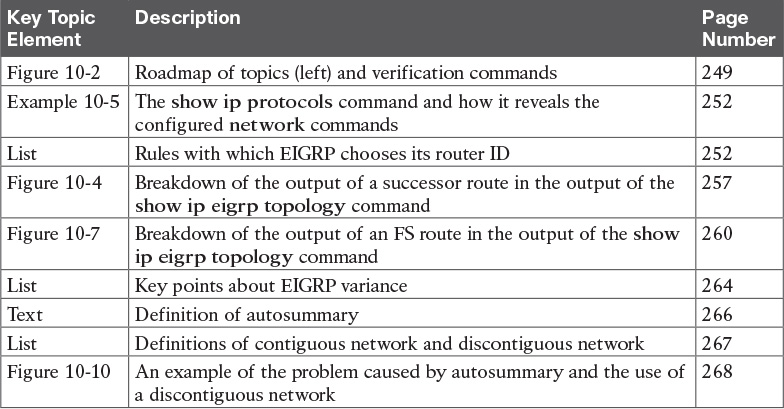 Key Topic Element Description Page Number
Figure 10-2 Roadmap of topics (left) and verification commands 249
Example 10-5 The show ip protocols command and how it reveals the configured network commands 252
List Rules with which EIGRP chooses its router ID 252
Figure 10-4 Breakdown of the output of a successor route in the output of the show ip eigrp topology command 257
Figure 10-7 Breakdown of the output of an FS route in the output of the show ip eigrp topology command 260
List Key points about EIGRP variance 264
Text Definition of autosummary 266
List Definitions of contiguous network and discontiguous network 267
Figure 10-10 An example of the problem caused by autosummary and the use of a discontiguous network 268